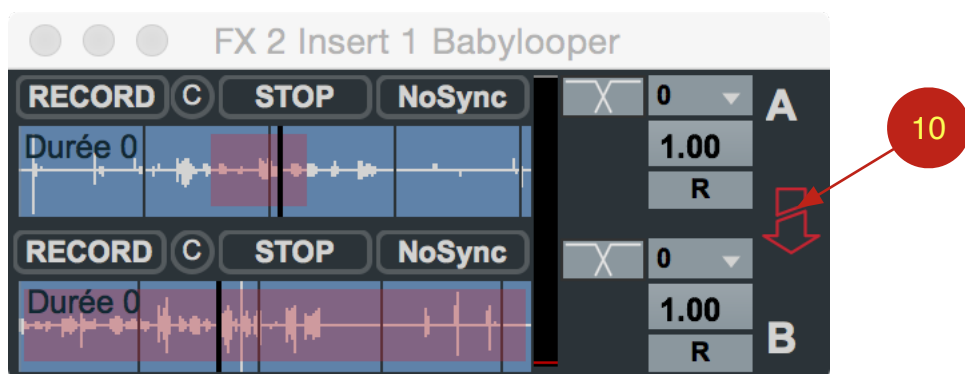 FX 2 Insert 1 Babylooper
RECORD C STOP NoSync 0 A
Durée 0 1.00
R
10
RECORD C STOP NoSync 0
Durée 0 1.00
R B